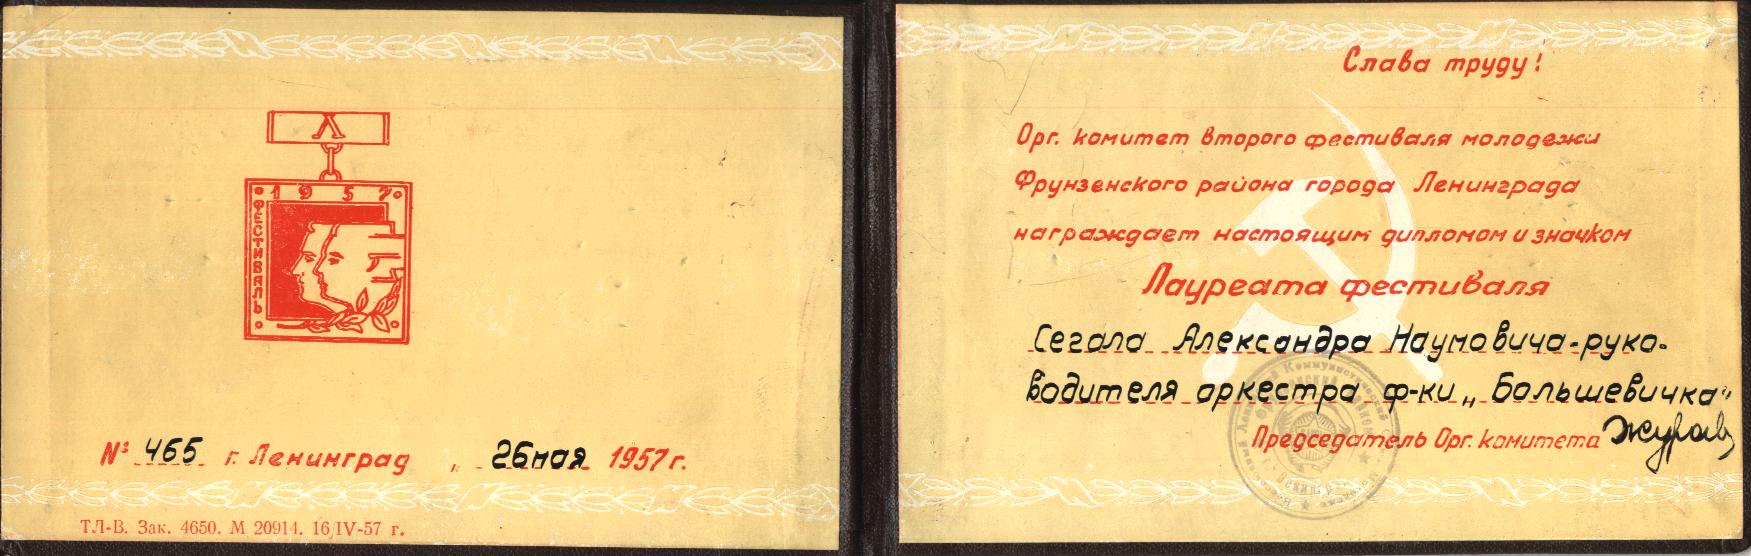 Л
1957
ФЕСТИВАЛЬ
№ 465 г. Ленинград „ 26 мая 1957 г.
ТЛ-В. Зак. 4650. М 20914. 16/IV-57 г.
Слава труду!
Орг. комитет второго фестиваля молодежи
Фрунзенского района города Ленинграда
награждает настоящим дипломом и значком
Лауреата фестиваля
Сегала Александра Наумовича-руко-
водителя аркестра ф-ки „Большевичка"
Председатель Орг. комитета Журав